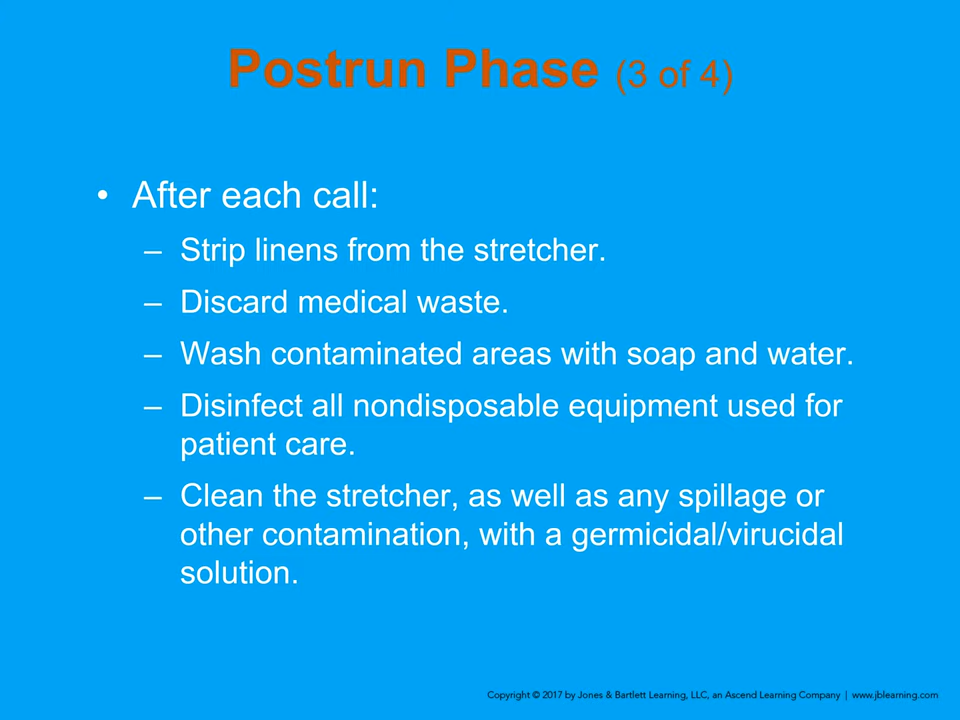 Postrun Phase (3 of 4)
• After each call:
– Strip linens from the stretcher.
– Discard medical waste.
– Wash contaminated areas with soap and water.
– Disinfect all nondisposable equipment used for
patient care.
– Clean the stretcher, as well as any spillage or
other contamination, with a germicidal/virucidal
solution.
Copyright © 2017 by Jones & Bartlett Learning, LLC, an Ascend Learning Company | www.jblearning.com